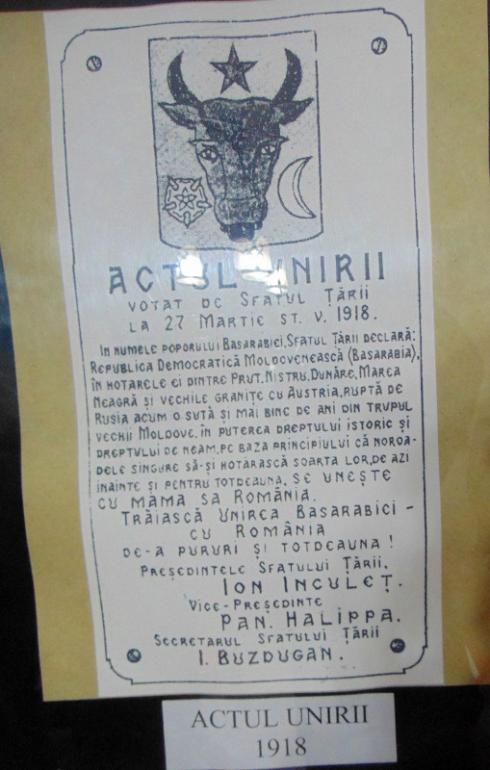 ACTUL UNIRII
VOTAT DE SFATUL ȚĂRII
LA 27 MARTIE ST. V. 1918.
IN NUMELE POPORULUI BASARABIEI, SFATUL ȚĂRII DECLARĂ:
REPUBLICA DEMOCRATICĂ MOLDOVENEASCĂ (BASARABIA),
ÎN HOTARELE EI DINTRE PRUT, NISTRU, DUNĂRE, MAREA
NEAGRĂ ȘI VECHILE GRANIȚE CU AUSTRIA, RUPTĂ DE
RUSIA ACUM O SUTĂ ȘI MAI BINE DE ANI DIN TRUPUL
VECHII MOLDOVE, ÎN PUTEREA DREPTULUI ISTORIC ȘI
DREPTULUI DE NEAM, PE BAZA PRINCIPIULUI CĂ NOROA-
DELE SINGURE SĂ-ȘI HOTĂRASCĂ SOARTA LOR, DE AZI
INAINTE ȘI PENTRU TOTDEAUNA, SE UNEȘTE
CU MAMA SA ROMÂNIA.
TRĂIASCĂ UNIREA BASARABIEI -
CU ROMÂNIA
DE-A PURURI ȘI TOTDEAUNA!
PREȘEDINTELE SFATULUI ȚĂRII,
ION INCULEȚ.
VICE-PREȘEDINTE
PAN. HALIPPA.
SECRETARUL SFATULUI ȚĂRII
I. BUZDUGAN.
ACTUL UNIRII
1918